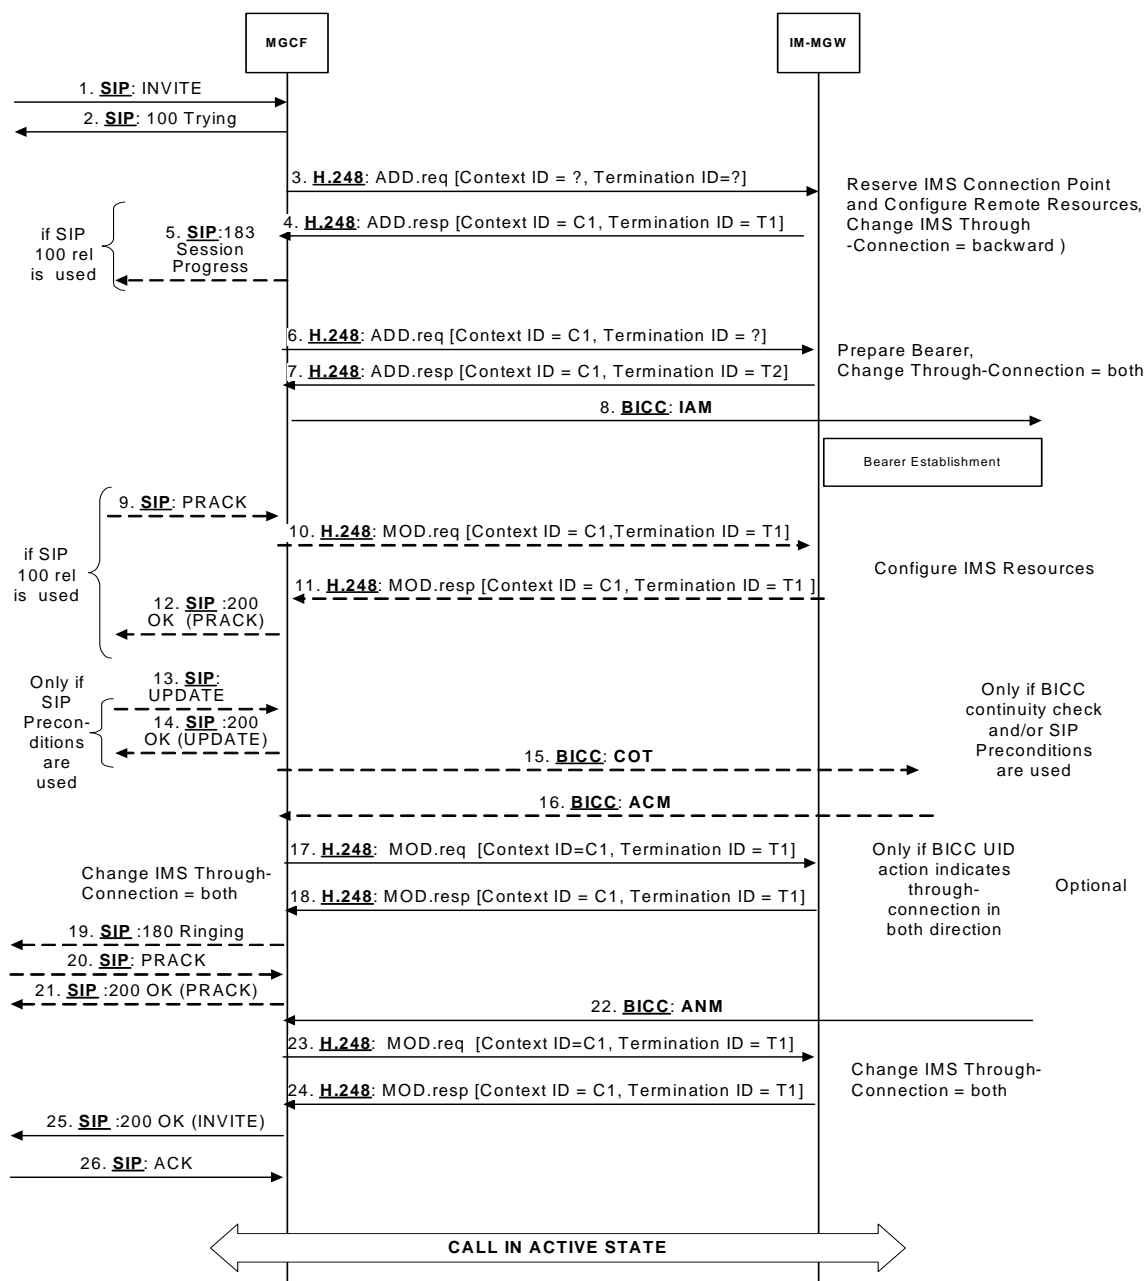 MGCF
IM-MGW
1. SIP: INVITE
2. SIP: 100 Trying
3. H.248: ADD.req [Context ID = ?, Termination ID=?]
Reserve IMS Connection Point
and Configure Remote Resources,
Change IMS Through
-Connection = backward )
4. H.248: ADD.resp [Context ID = C1, Termination ID = T1]
if SIP
100 rel
is used
5. SIP:183
Session
Progress
6. H.248: ADD.req [Context ID = C1, Termination ID = ?]
Prepare Bearer,
Change Through-Connection = both
7. H.248: ADD.resp [Context ID = C1, Termination ID = T2]
8. BICC: IAM
Bearer Establishment
9. SIP: PRACK
10. H.248: MOD.req [Context ID = C1,Termination ID = T1]
if SIP
100 rel
is used
Configure IMS Resources
11. H.248: MOD.resp [Context ID = C1, Termination ID = T1 ]
12. SIP :200
OK (PRACK)
Only if
SIP
Precon-
ditions
are
used
13. SIP:
UPDATE
14. SIP :200
OK (UPDATE)
Only if BICC
continuity check
and/or SIP
Preconditions
are used
15. BICC: COT
16. BICC: ACM
17. H.248: MOD.req [Context ID=C1, Termination ID = T1]
Change IMS Through-
Connection = both
Only if BICC UID
action indicates
through-
connection in
both direction
Optional
18. H.248: MOD.resp [Context ID = C1, Termination ID = T1]
19. SIP :180 Ringing
20. SIP: PRACK
21. SIP :200 OK (PRACK)
22. BICC: ANM
23. H.248: MOD.req [Context ID=C1, Termination ID = T1]
Change IMS Through-
Connection = both
24. H.248: MOD.resp [Context ID = C1, Termination ID = T1]
25. SIP :200 OK (INVITE)
26. SIP: ACK
CALL IN ACTIVE STATE